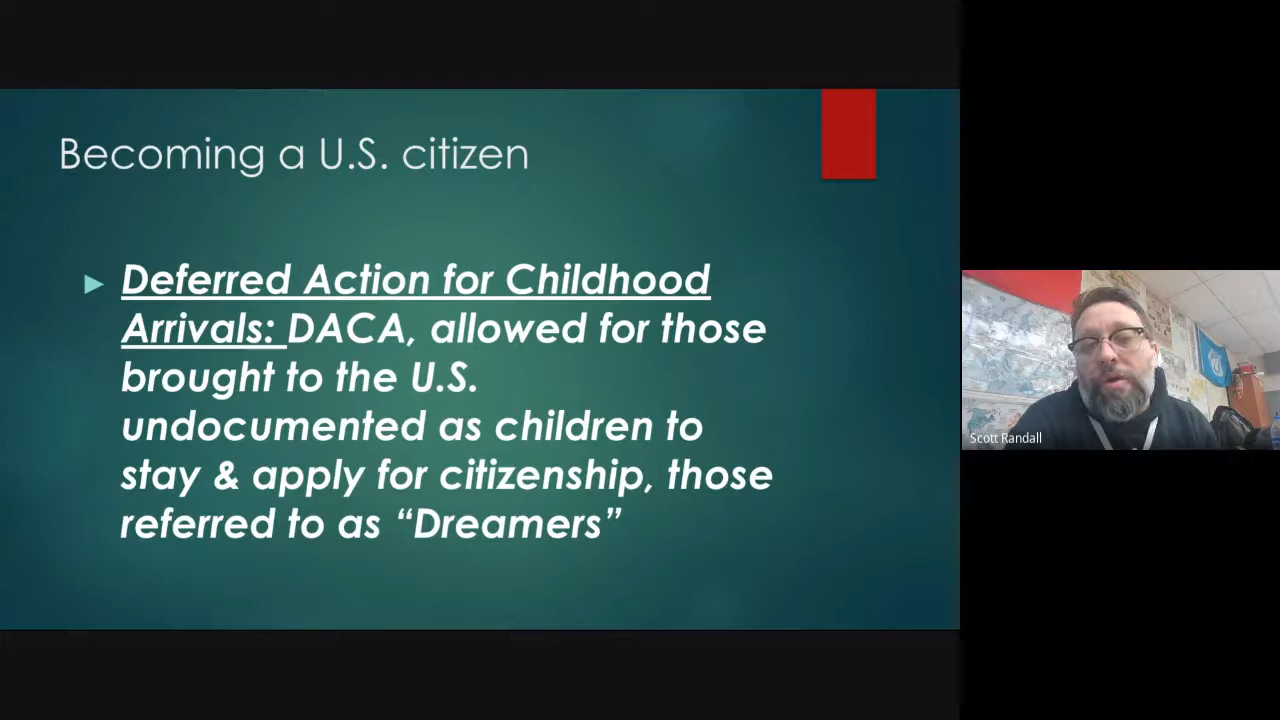 Becoming a U.S. citizen
Deferred Action for Childhood
Arrivals: DACA, allowed for those
brought to the U.S.
undocumented as children to
stay & apply for citizenship, those
referred to as “Dreamers”
Scott Randall